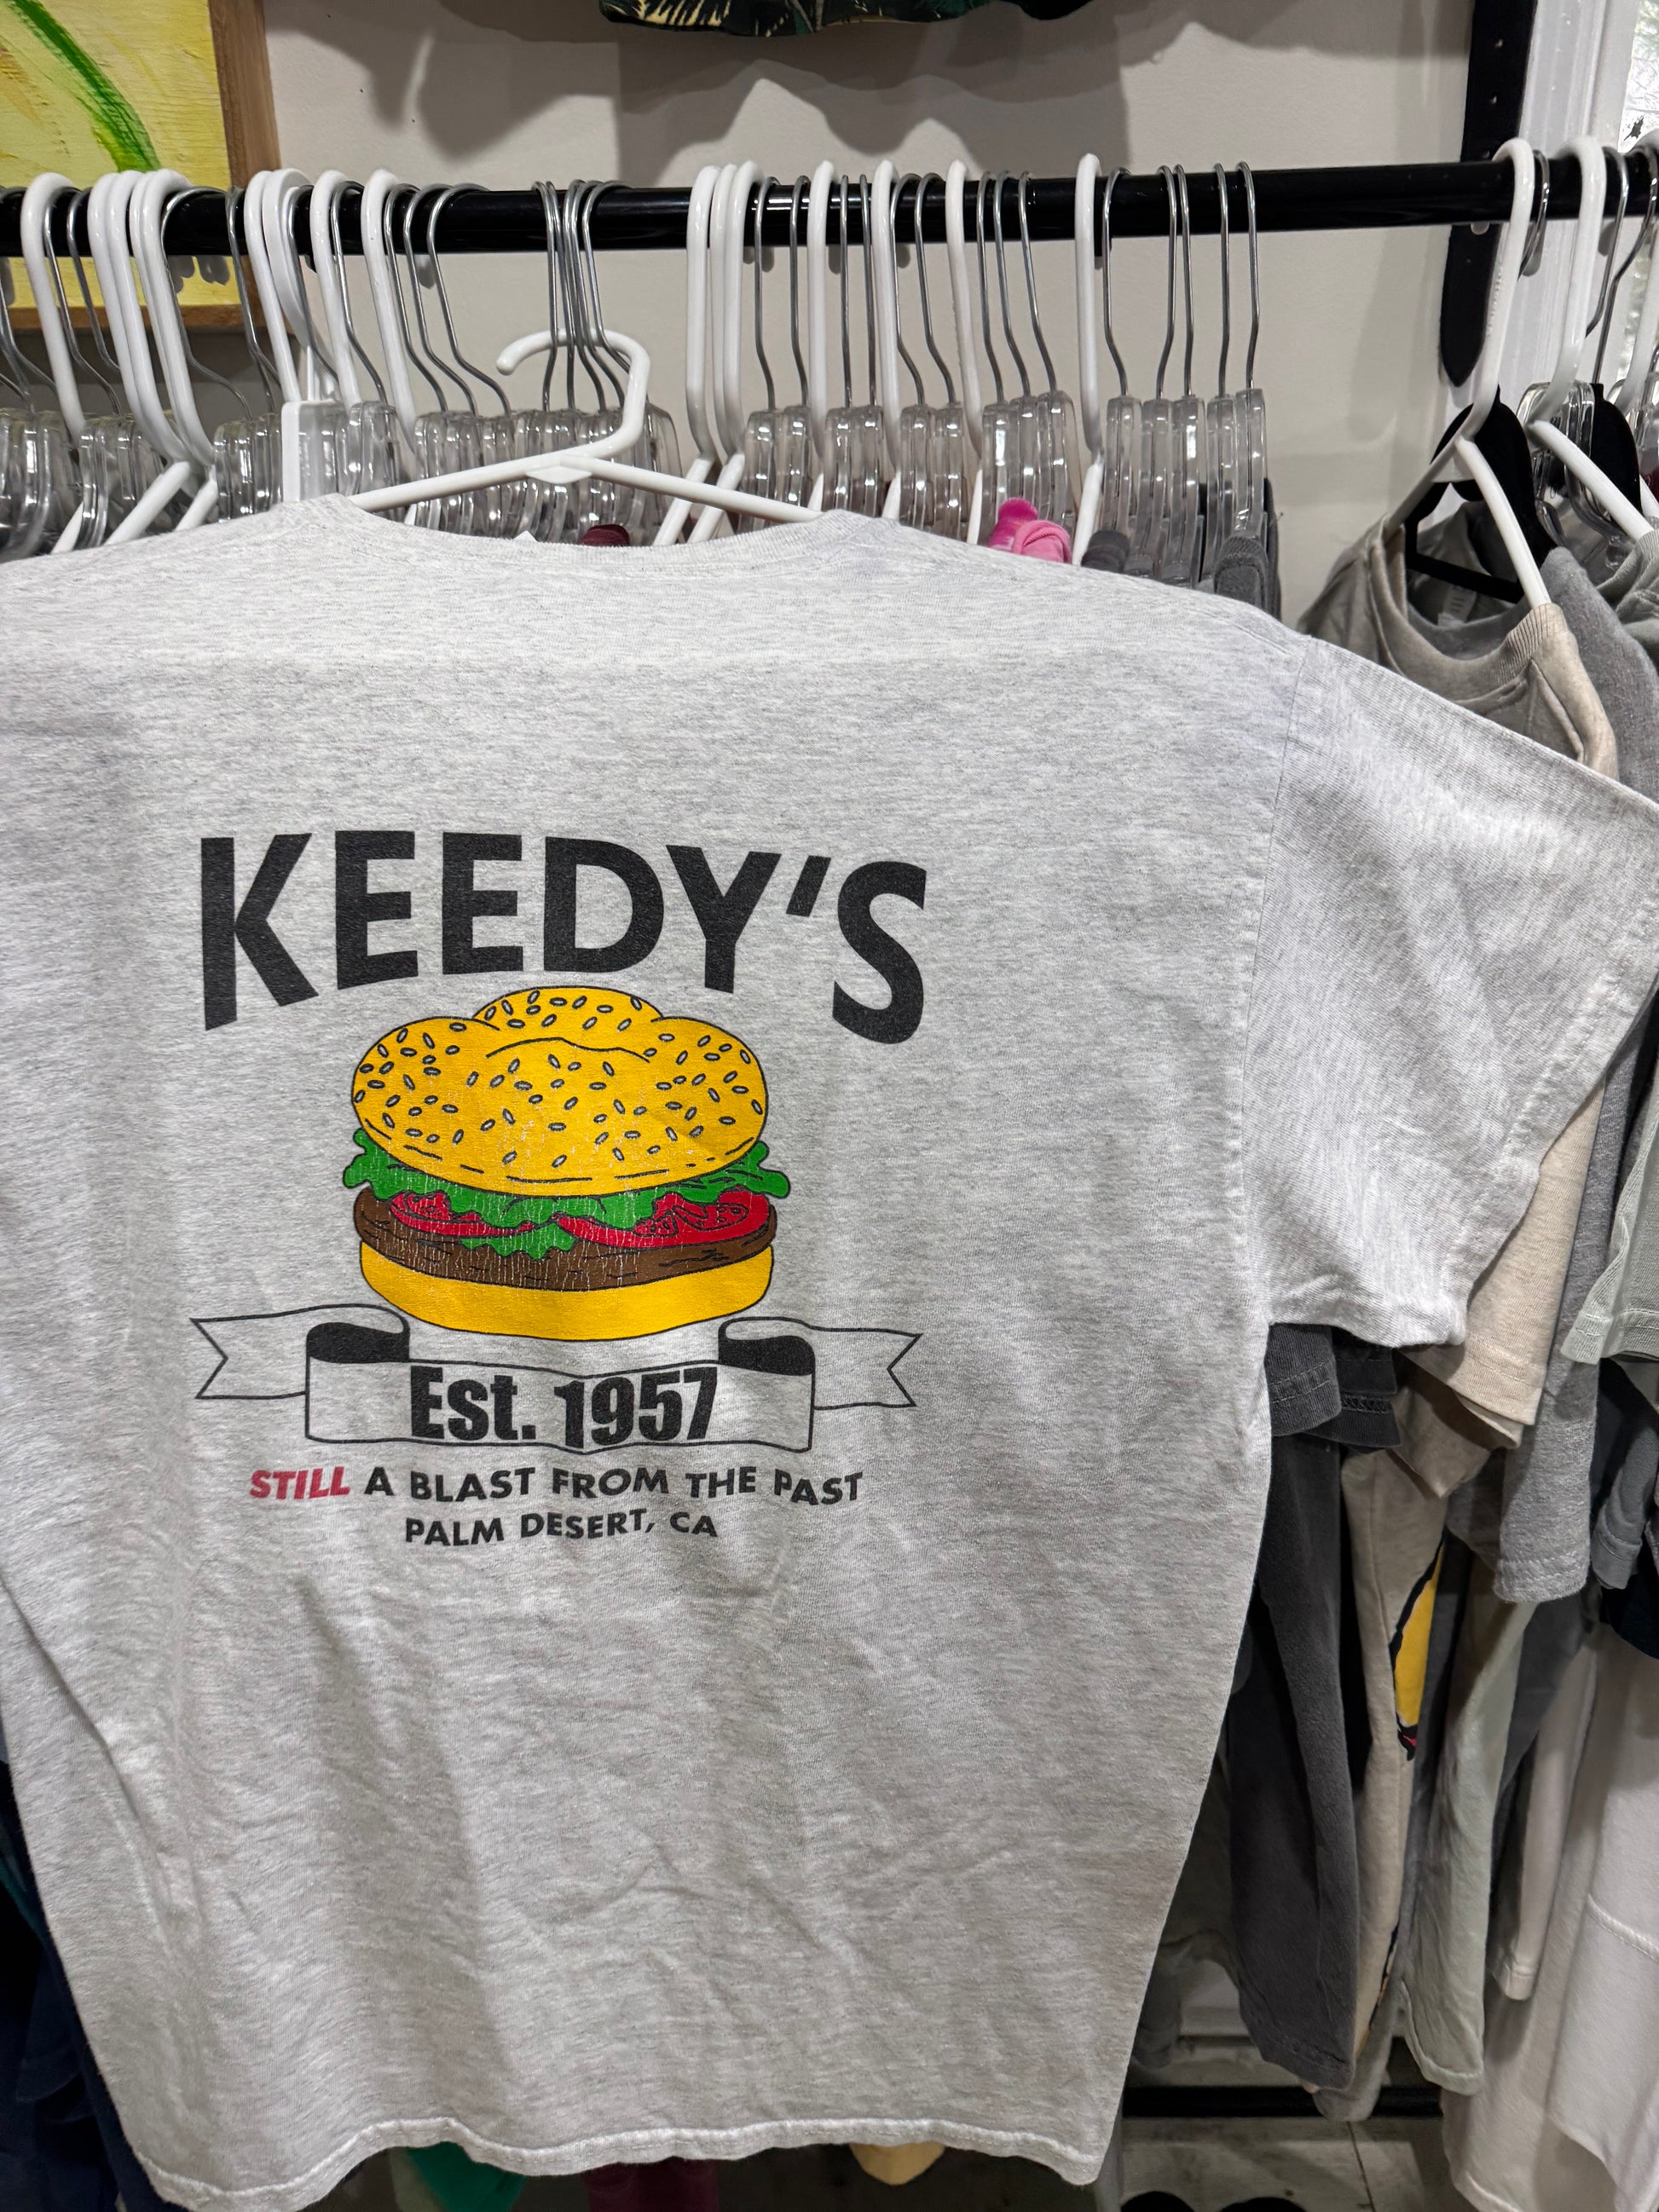 KEEDY'S
Est. 1957
STILL A BLAST FROM THE PAST
PALM DESERT, CA